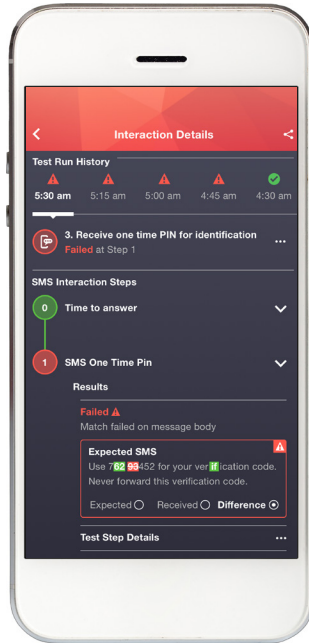 Interaction Details
Test Run History
5:30 am 5:15 am 5:00 am 4:45 am 4:30 am
3. Receive one time PIN for identification
Failed at Step 1
SMS Interaction Steps
0 Time to answer
1 SMS One Time Pin
Results
Failed
Match failed on message body
Expected SMS
Use 762 93452 for your verification code.
Never forward this verification code.
Expected Received Difference
Test Step Details